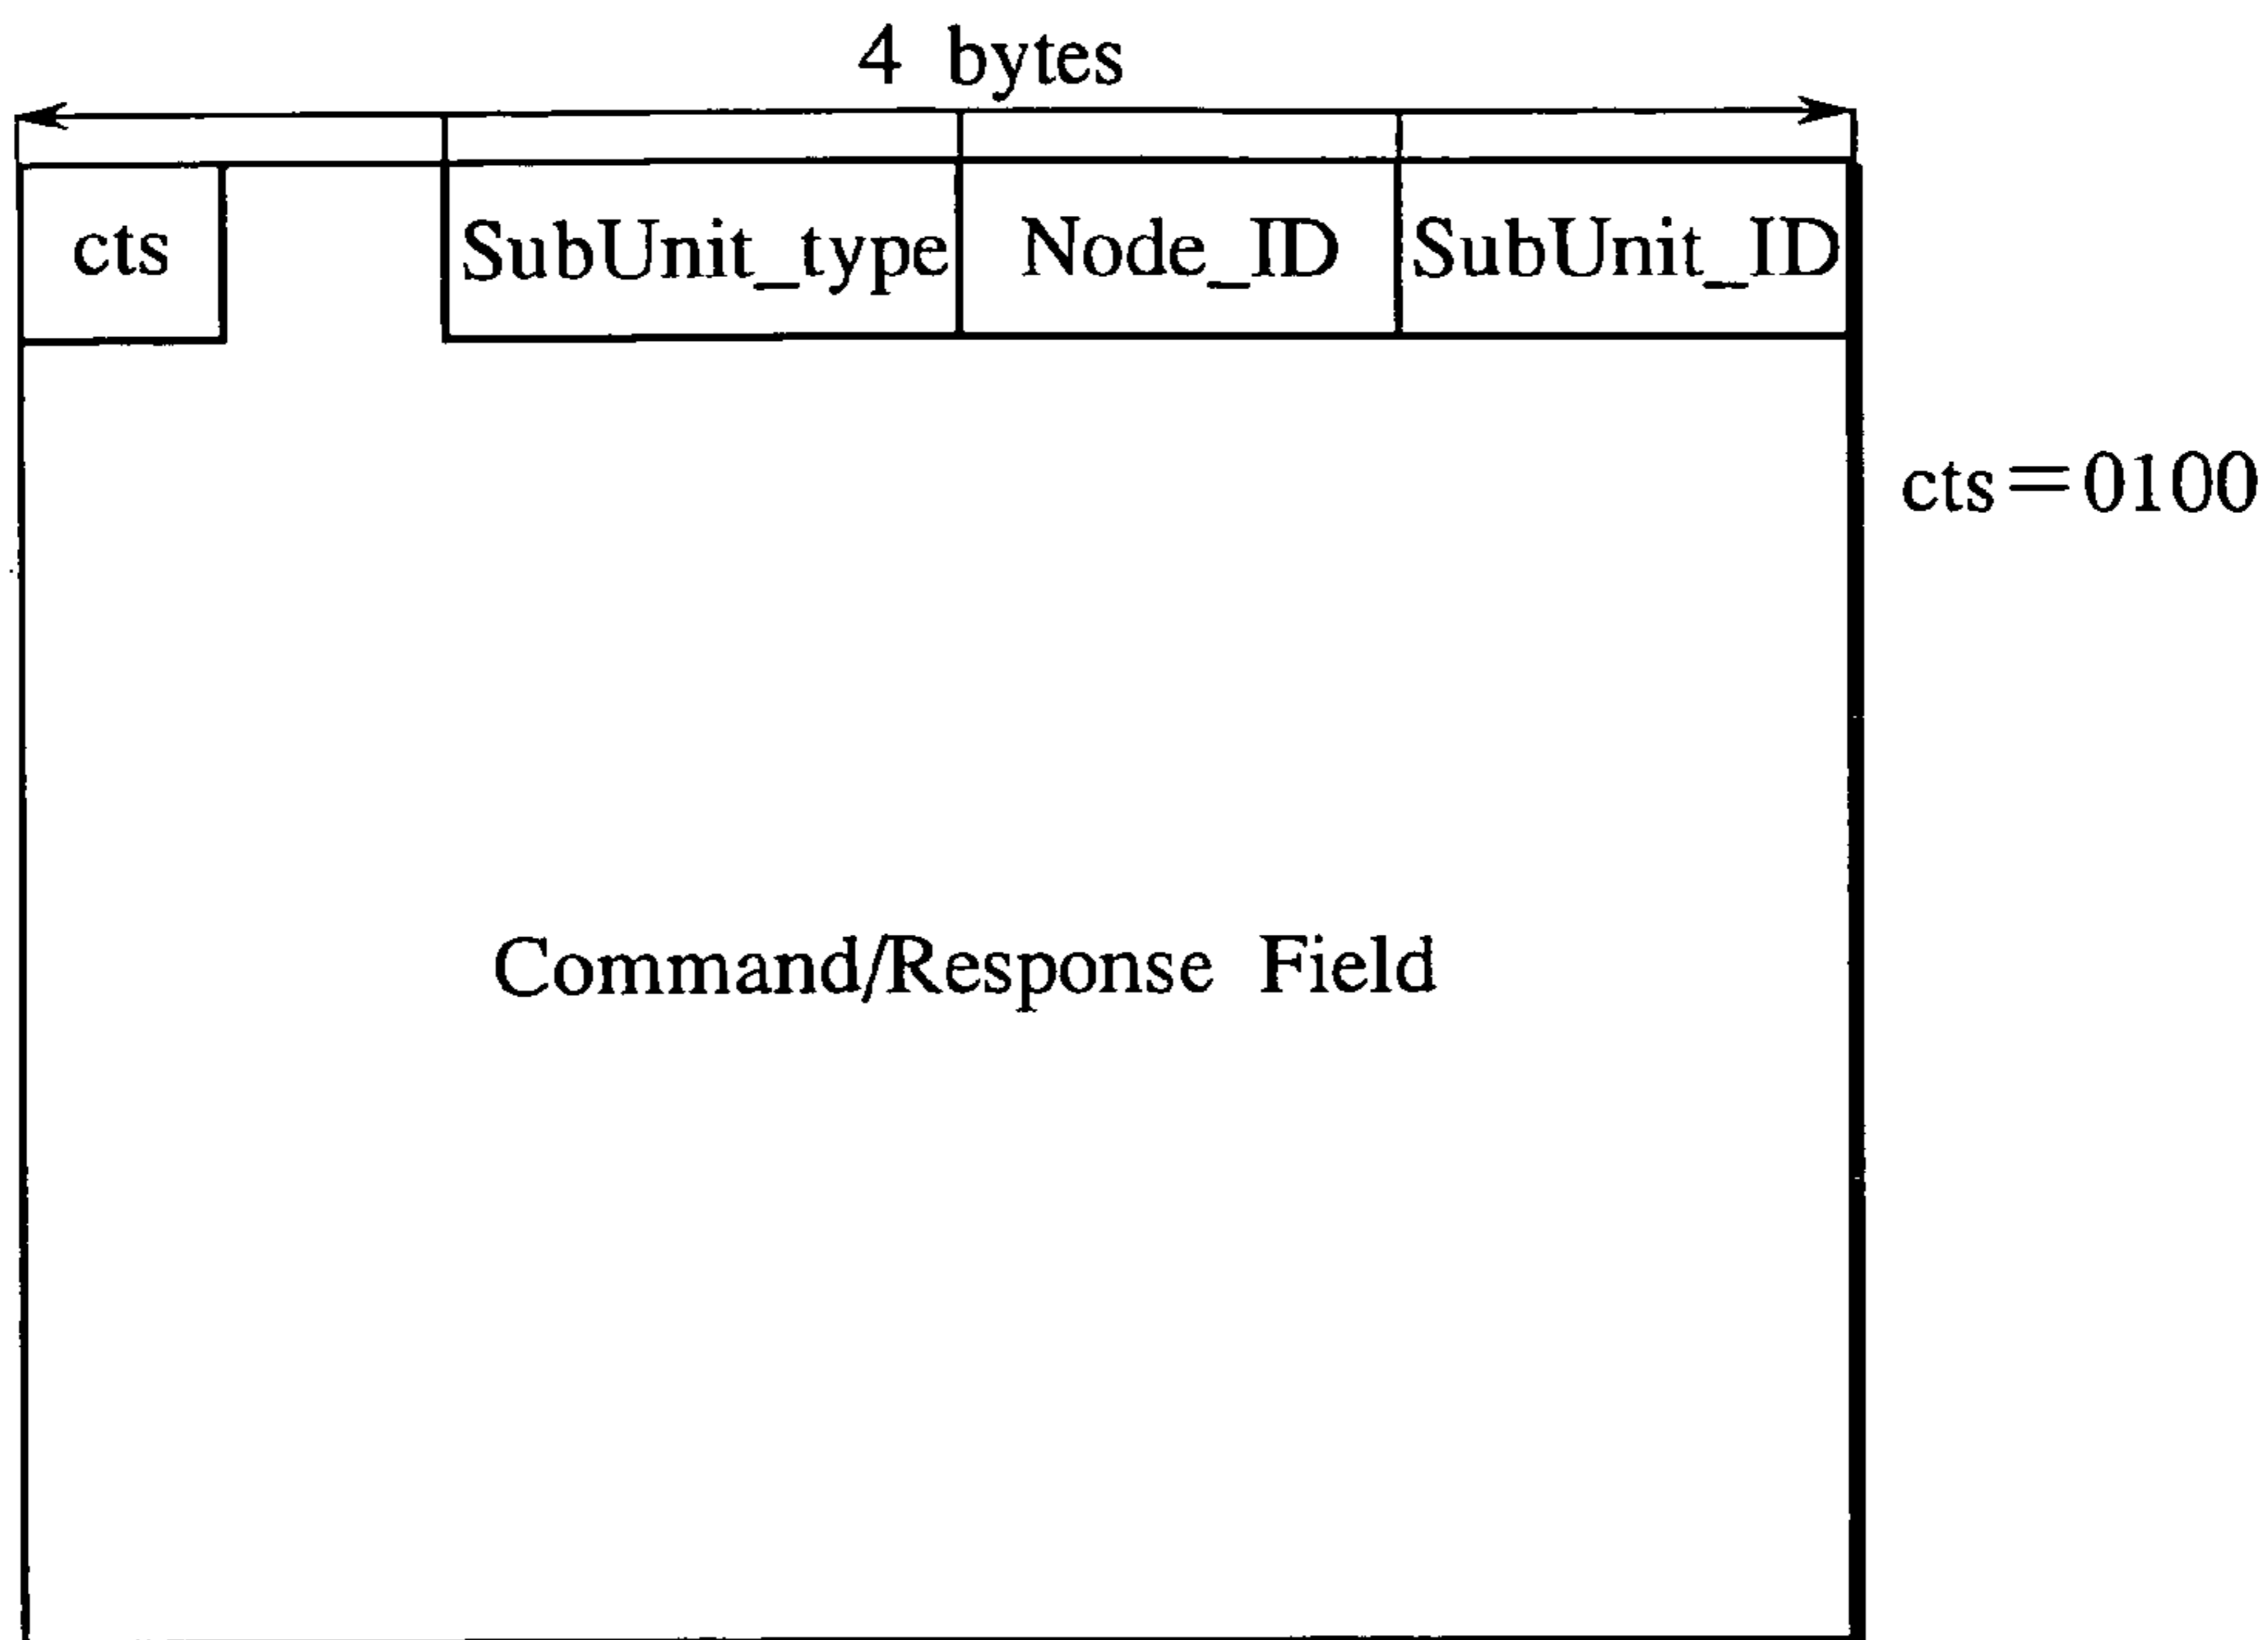 4 bytes
cts SubUnit_type Node_ID SubUnit_ID
cts=0100
Command/Response Field